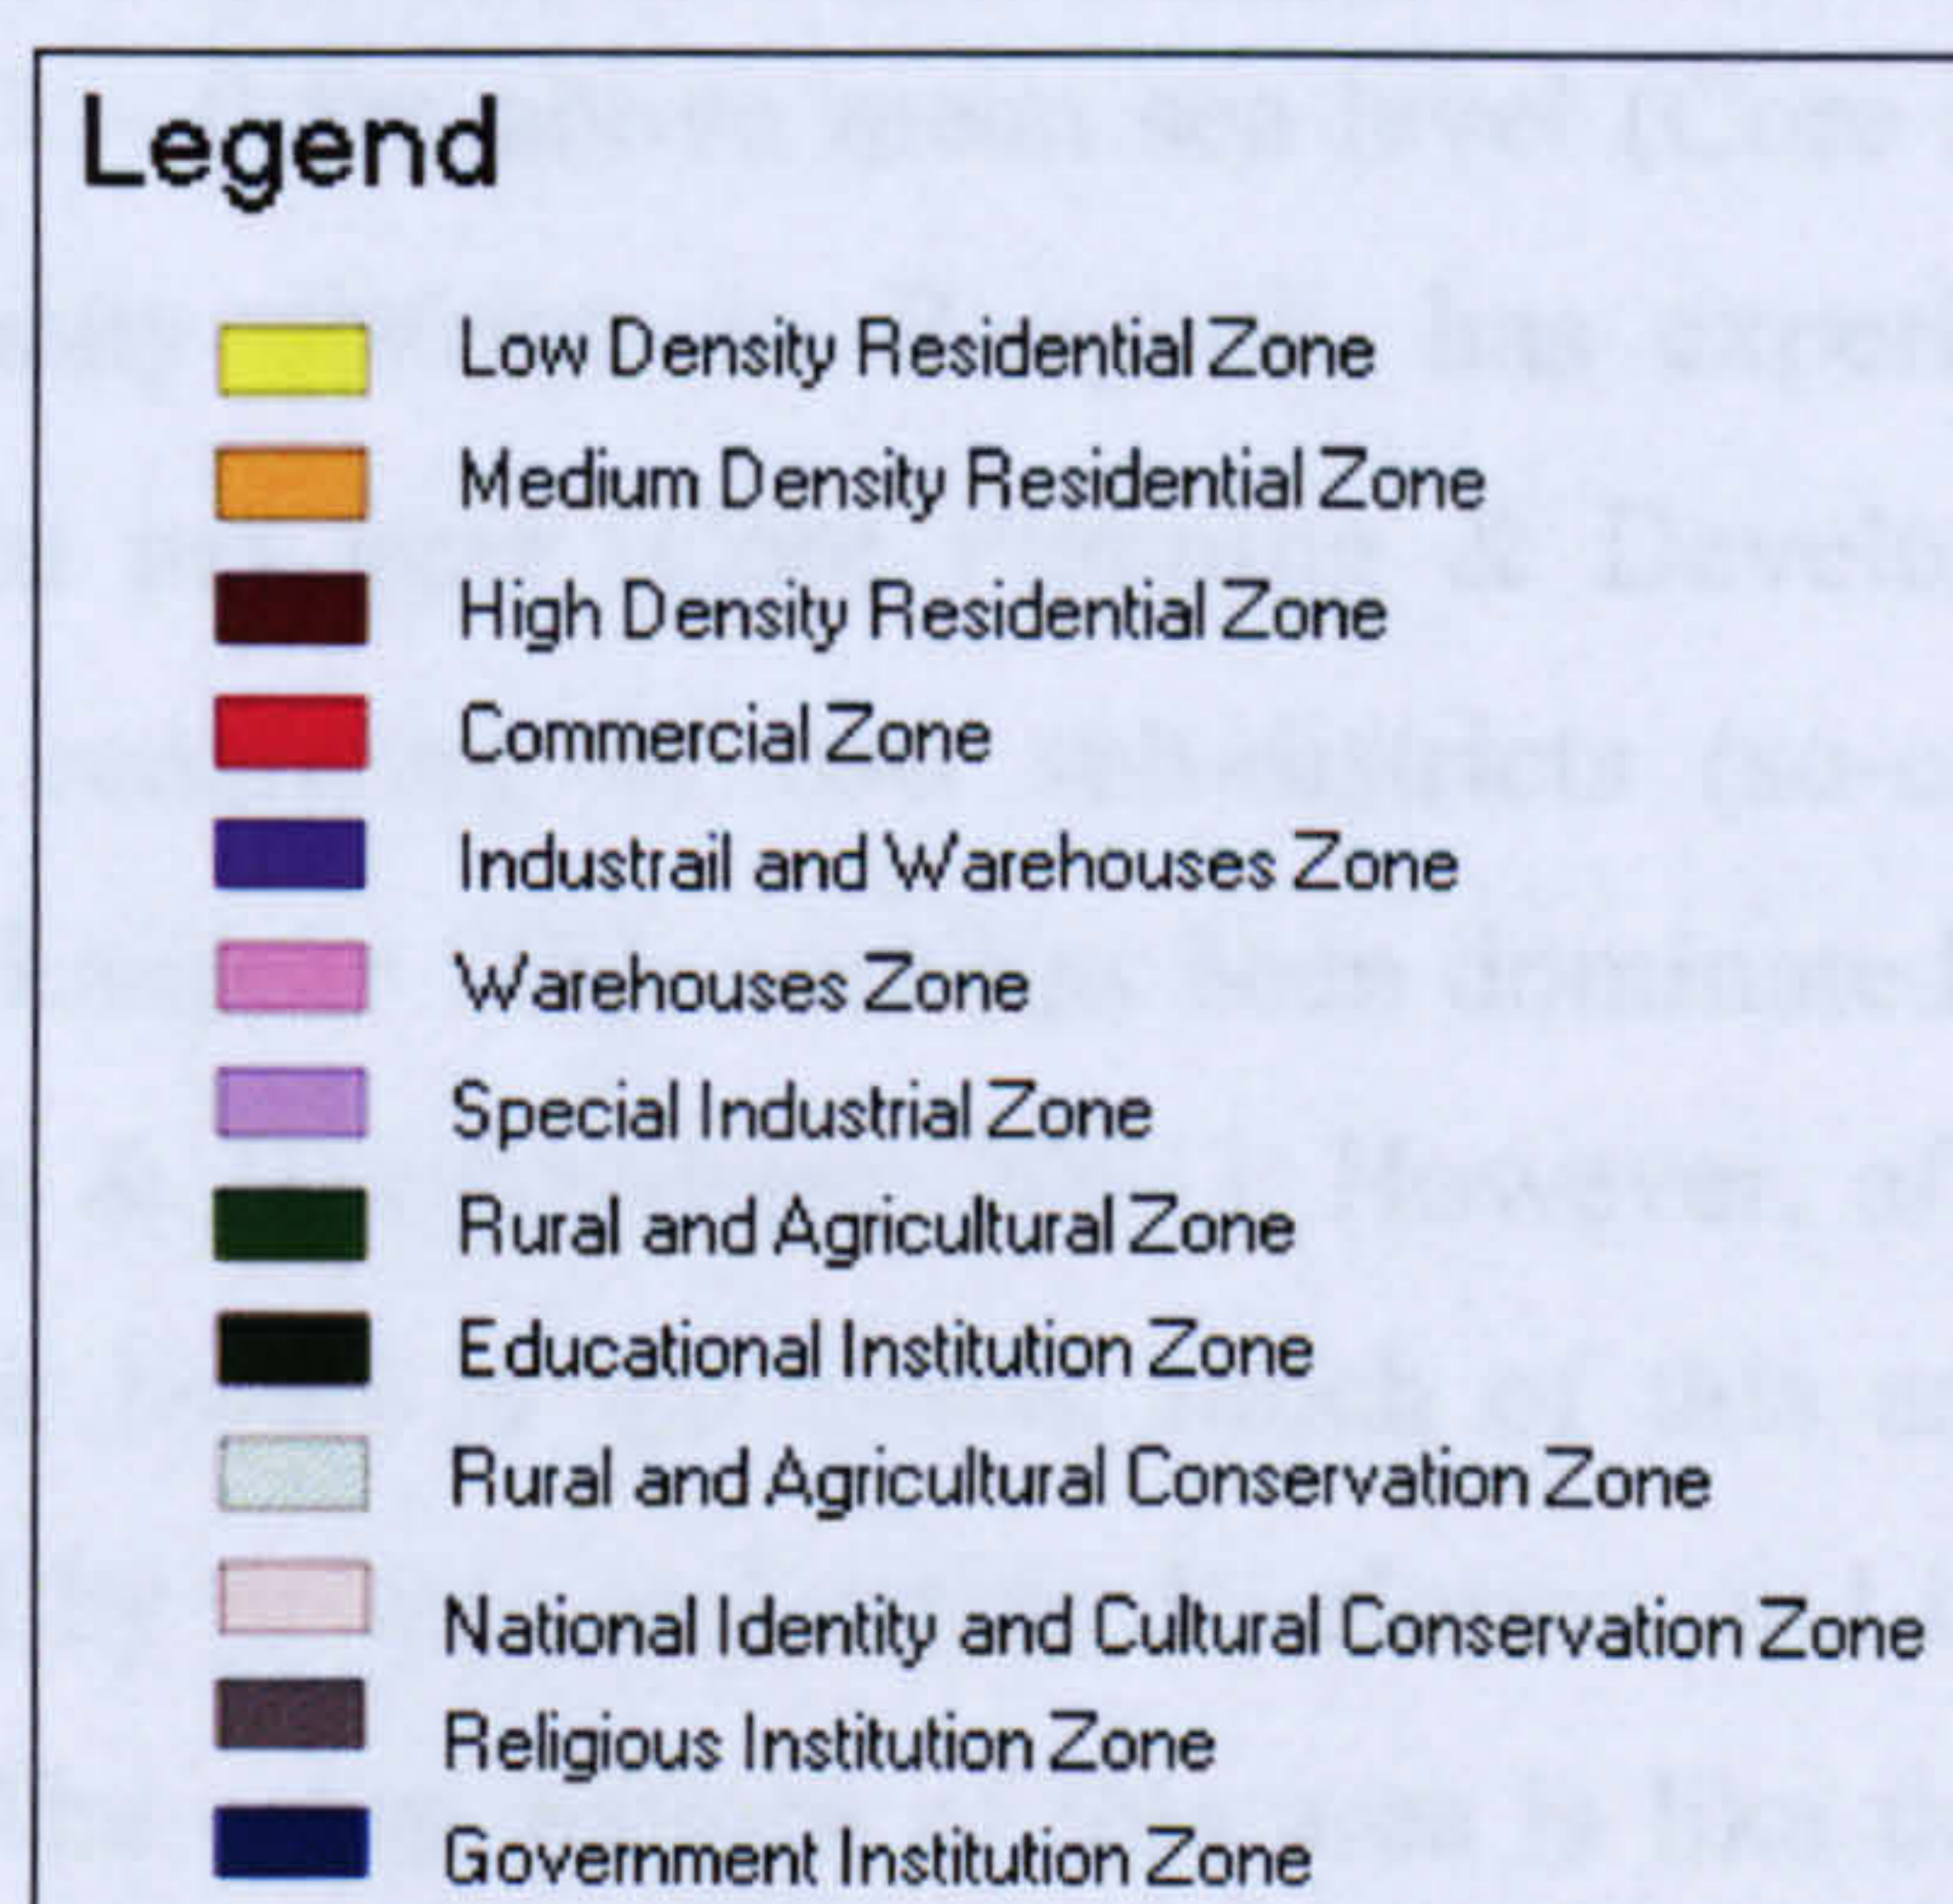 Legend
Low Density Residential Zone
Medium Density Residential Zone
High Density Residential Zone
Commercial Zone
Industrail and Warehouses Zone
Warehouses Zone
Special Industrial Zone
Rural and Agricultural Zone
Educational Institution Zone
Rural and Agricultural Conservation Zone
National Identity and Cultural Conservation Zone
Religious Institution Zone
Government Institution Zone